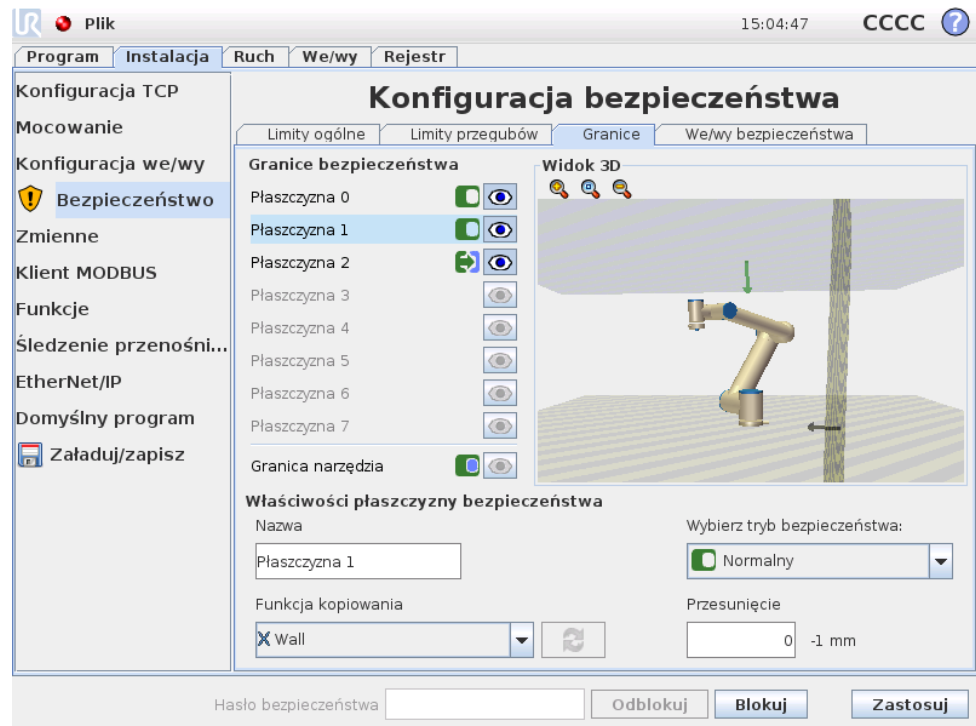 UR Plik 15:04:47 CCCC ?
Program Instalacja Ruch We/wy Rejestr
Konfiguracja TCP
Mocowanie
Konfiguracja we/wy
Bezpieczeństwo
Zmienne
Klient MODBUS
Funkcje
Śledzenie przenośni...
EtherNet/IP
Domyślny program
Załaduj/zapisz
Konfiguracja bezpieczeństwa
Limity ogólne Limity przegubów Granice We/wy bezpieczeństwa
Granice bezpieczeństwa
Płaszczyzna 0
Płaszczyzna 1
Płaszczyzna 2
Płaszczyzna 3
Płaszczyzna 4
Płaszczyzna 5
Płaszczyzna 6
Płaszczyzna 7
Granica narzędzia
Widok 3D
Właściwości płaszczyzny bezpieczeństwa
Nazwa
Płaszczyzna 1
Wybierz tryb bezpieczeństwa:
Normalny
Funkcja kopiowania
Wall
Przesunięcie
0 -1 mm
Hasło bezpieczeństwa Odblokuj Blokuj Zastosuj